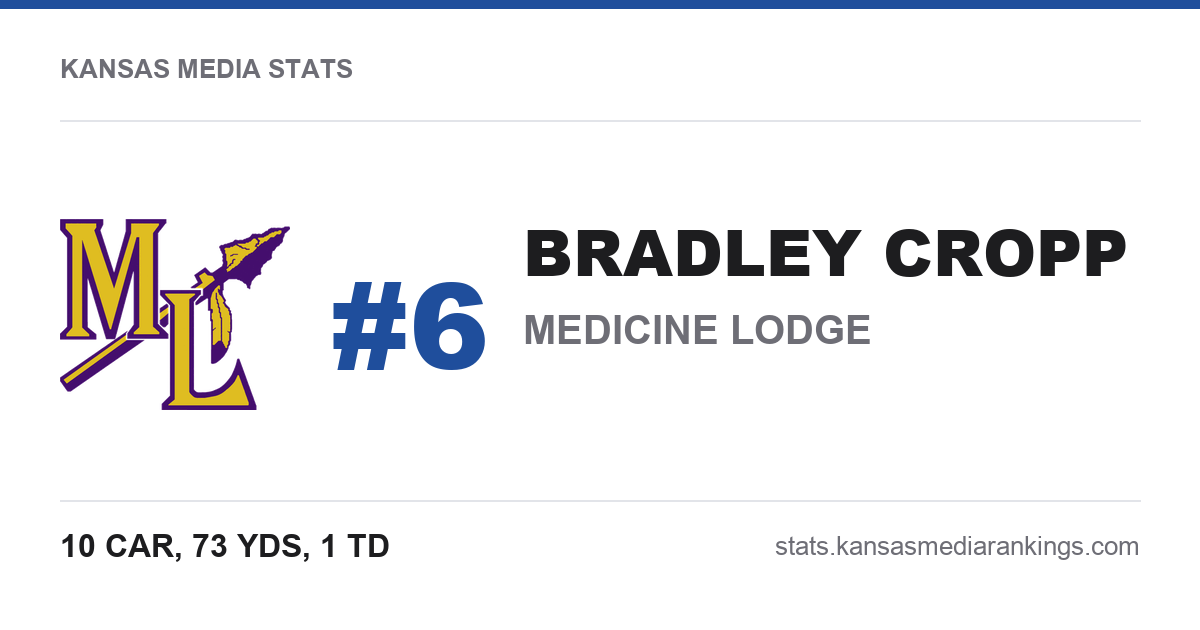 KANSAS MEDIA STATS
ML
#6
BRADLEY CROPP
MEDICINE LODGE
10 CAR, 73 YDS, 1 TD
stats.kansasmediarankings.com